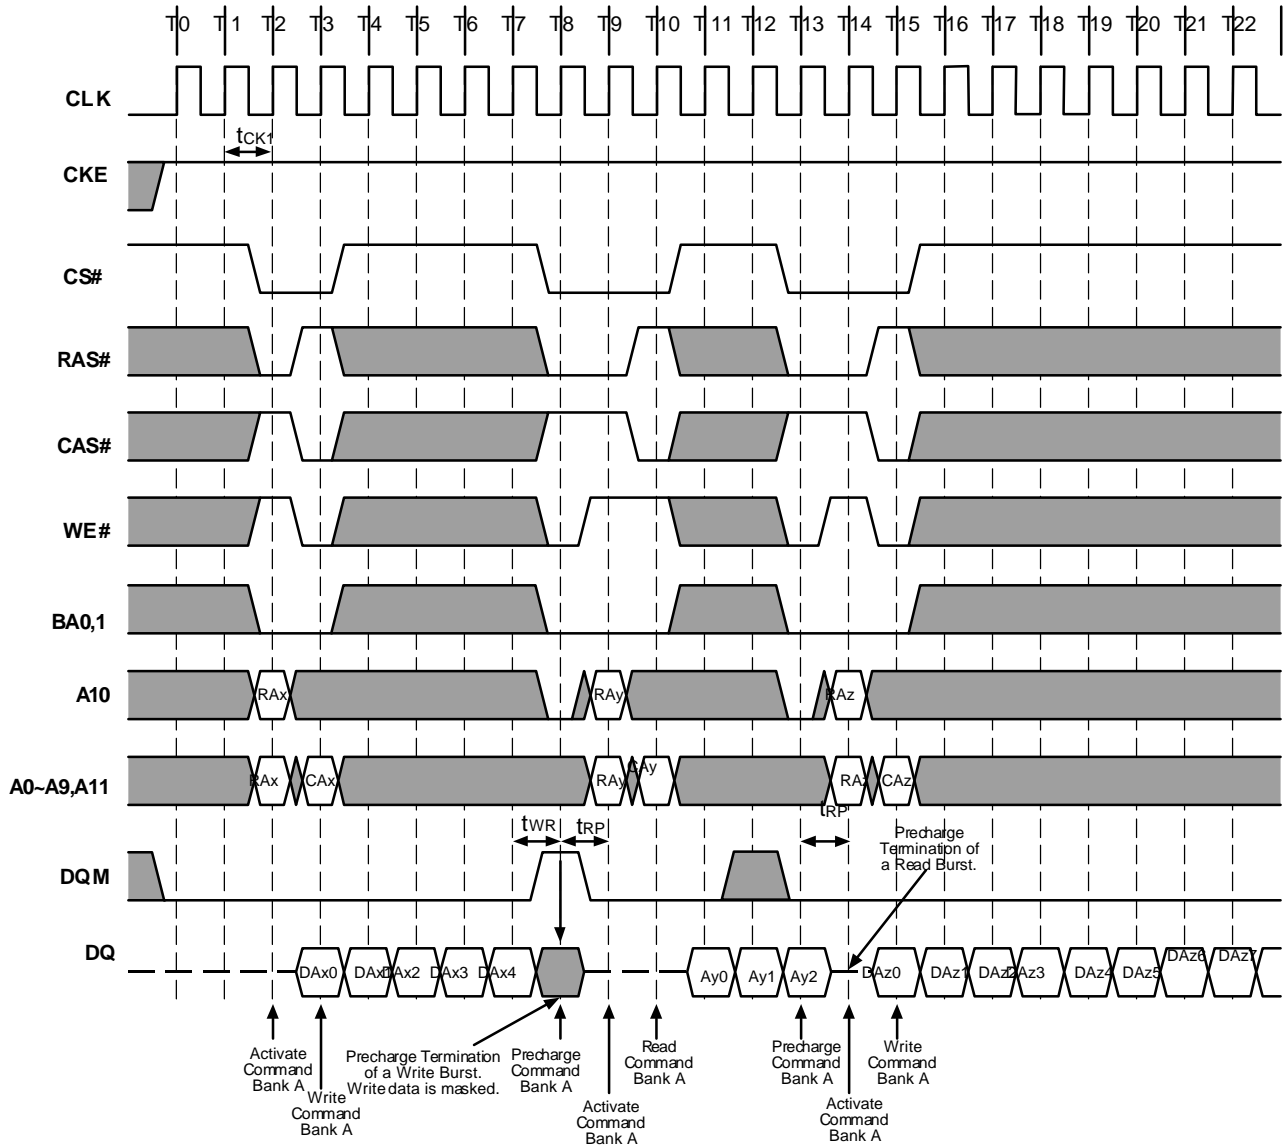 T0 T1 T2 T3 T4 T5 T6 T7 T8 T9 T10 T11 T12 T13 T14 T15 T16 T17 T18 T19 T20 T21 T22
CLK
tCK1
CKE
CS#
RAS#
CAS#
WE#
BA0,1
A10
RAx RAy RAz
A0~A9,A11
RAx CAx RAy CAy RAz CAz
tWR tRP tRP
Precharge
Termination of
a Read Burst.
DQM
DQ
DAx0 DAx1 DAx2 DAx3 DAx4 Ay0 Ay1 Ay2 DAz0 DAz1 DAz2 DAz3 DAz4 DAz5 DAz6 DAz7
Activate
Command
Bank A
Write
Command
Bank A
Precharge Termination
of a Write Burst.
Write data is masked.
Precharge
Command
Bank A
Activate
Command
Bank A
Read
Command
Bank A
Precharge
Command
Bank A
Activate
Command
Bank A
Write
Command
Bank A